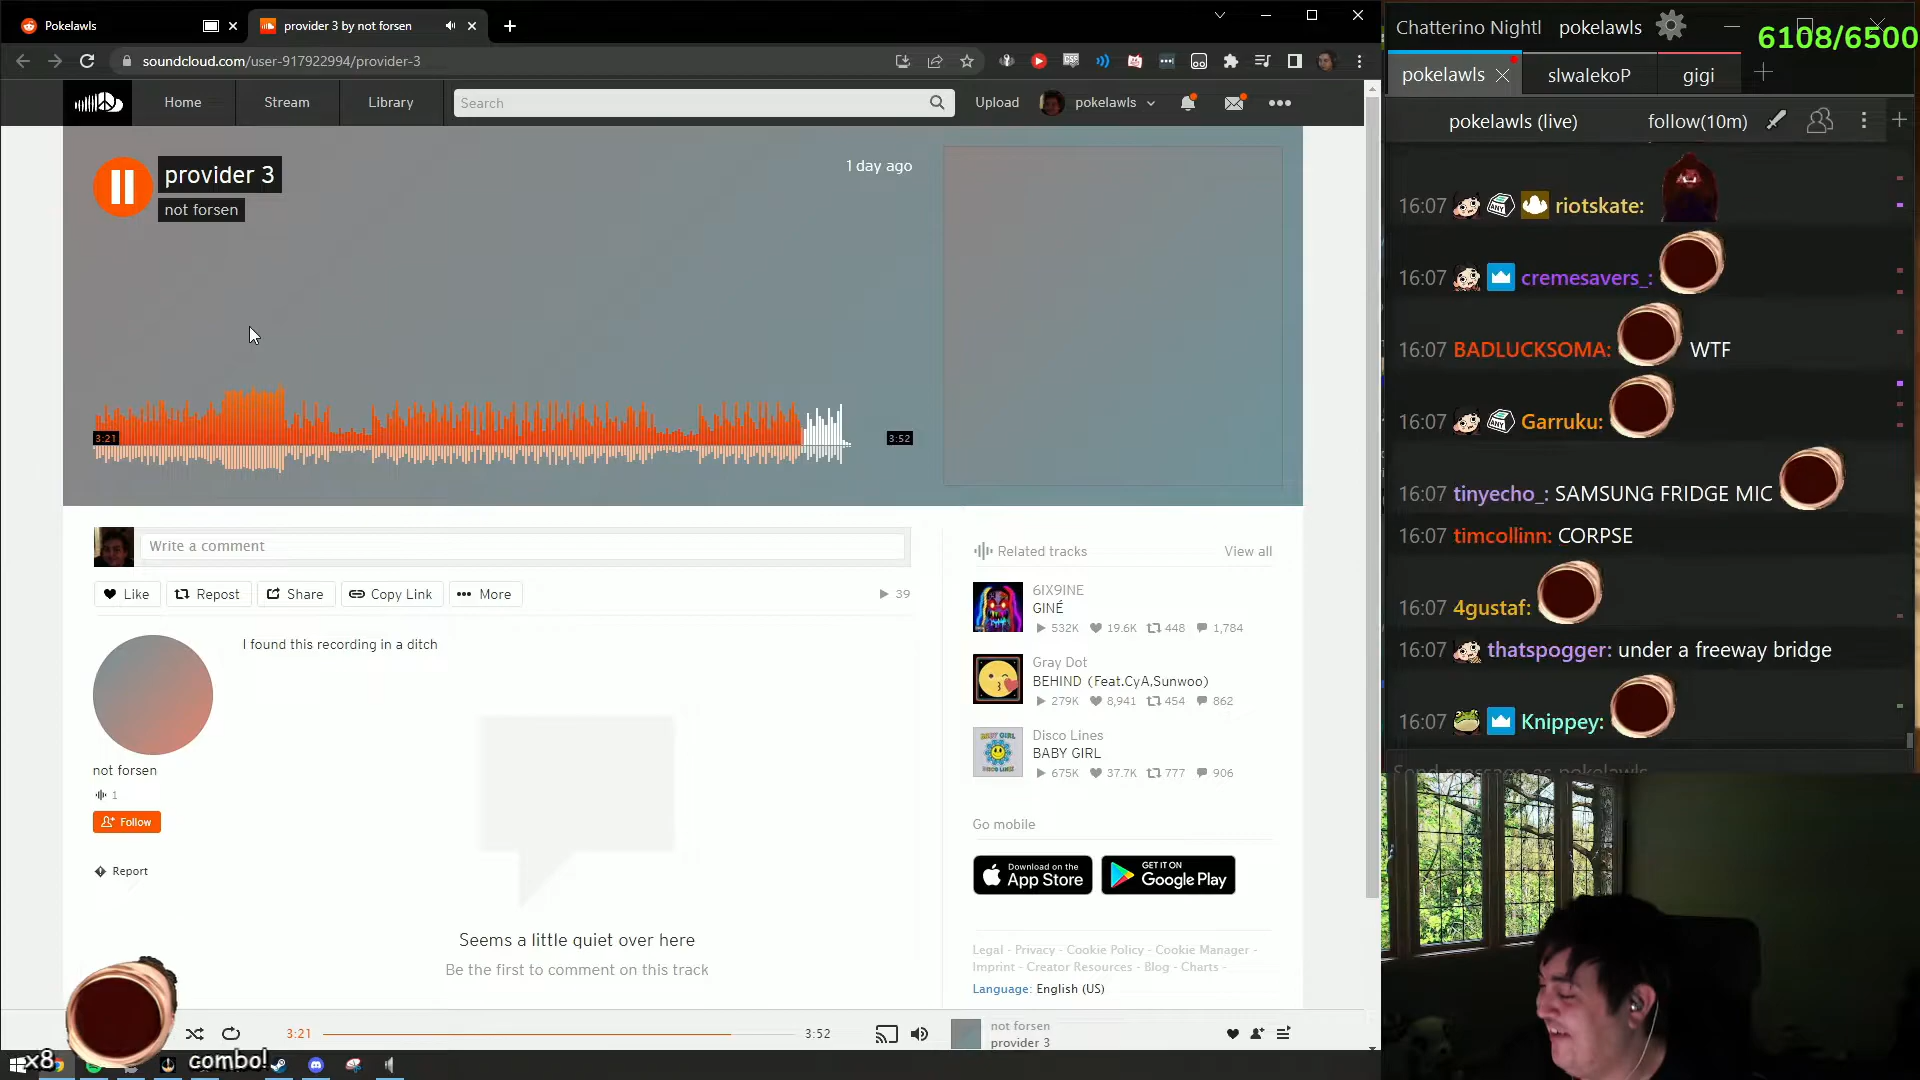 Pokelawls
provider 3 by not forsen
soundcloud.com/user-917922994/provider-3
Home
Stream
Library
Search
Upload
pokelawls
provider 3
not forsen
1 day ago
3:21
3:52
Write a comment
Like
Repost
Share
Copy Link
More
39
I found this recording in a ditch
not forsen
1
Follow
Report
Seems a little quiet over here
Be the first to comment on this track
Related tracks
View all
6IX9INE
GINÉ
532K 19.6K 448 1,784
Gray Dot
BEHIND (Feat.CyA,Sunwoo)
279K 8,941 454 862
Disco Lines
BABY GIRL
675K 37.7K 777 906
Go mobile
Download on the
App Store
GET IT ON
Google Play
Legal - Privacy - Cookie Policy - Cookie Manager -
Imprint - Creator Resources - Blog - Charts -
Language: English (US)
3:21
3:52
not forsen
provider 3
x8
combo!
Chatterino Nightl
pokelawls
6108/6500
pokelawls
slwalekoP
gigi
pokelawls (live)
follow(10m)
16:07 riotskate:
16:07 cremesavers_:
16:07 BADLUCKSOMA: WTF
16:07 Garruku:
16:07 tinyecho_: SAMSUNG FRIDGE MIC
16:07 timcollinn: CORPSE
16:07 4gustaf:
16:07 thatspogger: under a freeway bridge
16:07 Knippey:
Send message as pokelawls